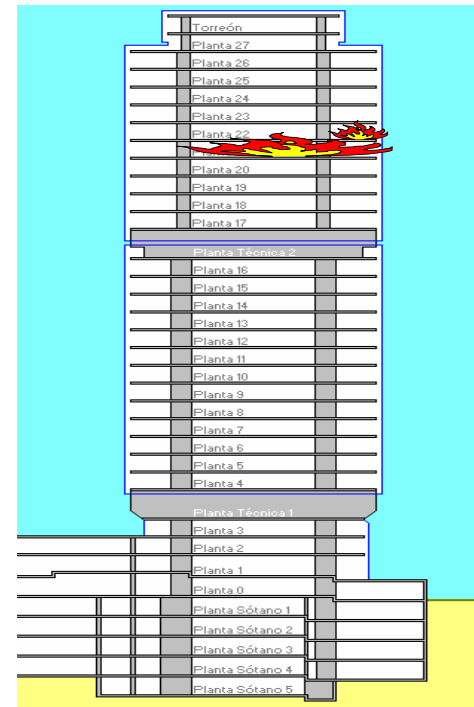 Torreón
Planta 27
Planta 26
Planta 25
Planta 24
Planta 23
Planta 22
Planta 20
Planta 19
Planta 18
Planta 17
Planta Técnica 2
Planta 16
Planta 15
Planta 14
Planta 13
Planta 12
Planta 11
Planta 10
Planta 9
Planta 8
Planta 7
Planta 6
Planta 5
Planta 4
Planta Técnica 1
Planta 3
Planta 2
Planta 1
Planta 0
Planta Sótano 1
Planta Sótano 2
Planta Sótano 3
Planta Sótano 4
Planta Sótano 5